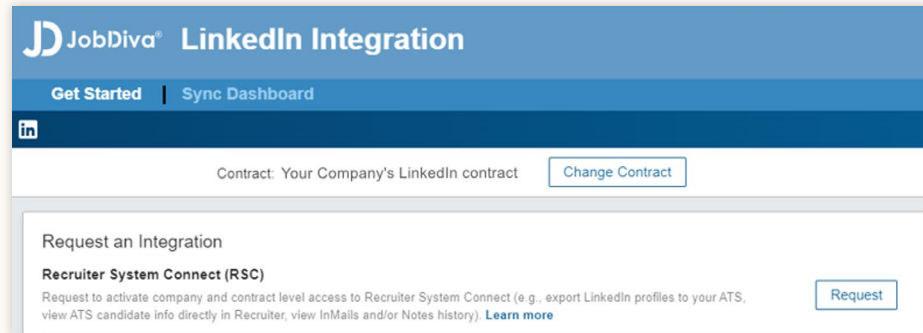 JobDiva® LinkedIn Integration
Get Started | Sync Dashboard
in
Contract: Your Company's LinkedIn contract Change Contract
Request an Integration
Recruiter System Connect (RSC)
Request to activate company and contract level access to Recruiter System Connect (e.g., export LinkedIn profiles to your ATS,
view ATS candidate info directly in Recruiter, view InMails and/or Notes history). Learn more
Request